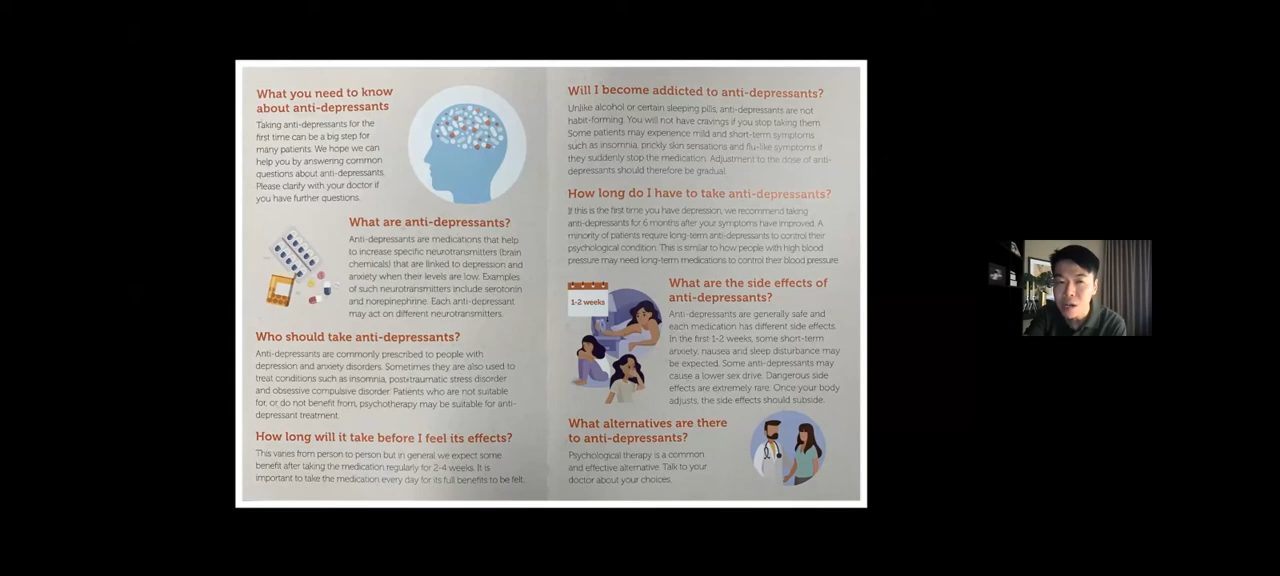 What you need to know
about anti-depressants
Taking anti-depressants for the
first time can be a big step for
many patients. We hope we can
help you by answering common
questions about anti-depressants.
Please clarify with your doctor if
you have further questions.
What are anti-depressants?
Anti-depressants are medications that help
to increase specific neurotransmitters (brain
chemicals) that are linked to depression and
anxiety when their levels are low. Examples
of such neurotransmitters include serotonin
and norepinephrine. Each anti-depressant
may act on different neurotransmitters.
Who should take anti-depressants?
Anti-depressants are commonly prescribed to people with
depression and anxiety disorders. Sometimes they are also used to
treat conditions such as insomnia, post-traumatic stress disorder
and obsessive compulsive disorder. Patients who are not suitable
for, or do not benefit from, psychotherapy may be suitable for anti-
depressant treatment.
How long will it take before I feel its effects?
This varies from person to person but in general we expect some
benefit after taking the medication regularly for 2-4 weeks. It is
important to take the medication every day for its full benefits to be felt.
Will I become addicted to anti-depressants?
Unlike alcohol or certain sleeping pills, anti-depressants are not
habit-forming. You will not have cravings if you stop taking them.
Some patients may experience mild and short-term symptoms
such as insomnia, prickly skin sensations and flu-like symptoms if
they suddenly stop the medication. Adjustment to the dose of anti-
depressants should therefore be gradual.
How long do I have to take anti-depressants?
If this is the first time you have depression, we recommend taking
anti-depressants for 6 months after your symptoms have improved. A
minority of patients require long-term anti-depressants to control their
psychological condition. This is similar to how people with high blood
pressure may need long-term medications to control their blood pressure.
1-2 weeks
What are the side effects of
anti-depressants?
Anti-depressants are generally safe and
each medication has different side effects.
In the first 1-2 weeks, some short-term
anxiety, nausea and sleep disturbance may
be expected. Some anti-depressants may
cause a lower sex drive. Dangerous side
effects are extremely rare. Once your body
adjusts, the side effects should subside.
What alternatives are there
to anti-depressants?
Psychological therapy is a common
and effective alternative. Talk to your
doctor about your choices.